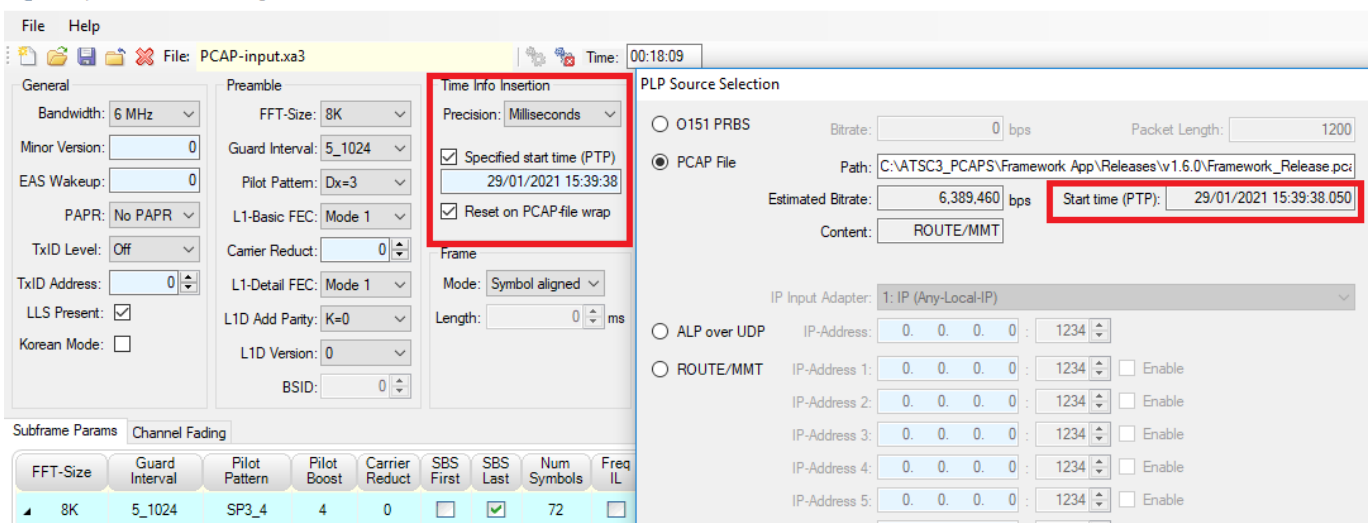 File Help
File: PCAP-input.xa3 Time: 00:18:09
General
Bandwidth: 6 MHz
Minor Version: 0
EAS Wakeup: 0
PAPR: No PAPR
TxID Level: Off
TxID Address: 0
LLS Present:
Korean Mode:
Preamble
FFT-Size: 8K
Guard Interval: 5_1024
Pilot Pattern: Dx=3
L1-Basic FEC: Mode 1
Carrier Reduct: 0
L1-Detail FEC: Mode 1
L1D Add Parity: K=0
L1D Version: 0
BSID: 0
Time Info Insertion
Precision: Milliseconds
Specified start time (PTP)
29/01/2021 15:39:38
Reset on PCAP-file wrap
Frame
Mode: Symbol aligned
Length: 0 ms
PLP Source Selection
O151 PRBS Bitrate: 0 bps Packet Length: 1200
PCAP File Path: C:\ATSC3_PCAPS\Framework App\Releases\v1.6.0\Framework_Release.pca
Estimated Bitrate: 6,389,460 bps Start time (PTP): 29/01/2021 15:39:38.050
Content: ROUTE/MMT
IP Input Adapter: 1: IP (Any-Local-IP)
ALP over UDP IP-Address: 0. 0. 0. 0 : 1234
ROUTE/MMT IP-Address 1: 0. 0. 0. 0 : 1234 Enable
IP-Address 2: 0. 0. 0. 0 : 1234 Enable
IP-Address 3: 0. 0. 0. 0 : 1234 Enable
IP-Address 4: 0. 0. 0. 0 : 1234 Enable
IP-Address 5: 0. 0. 0. 0 : 1234 Enable
Subframe Params Channel Fading
FFT-Size Guard Interval Pilot Pattern Pilot Boost Carrier Reduct SBS First SBS Last Num Symbols Freq IL
8K 5_1024 SP3_4 4 0 72